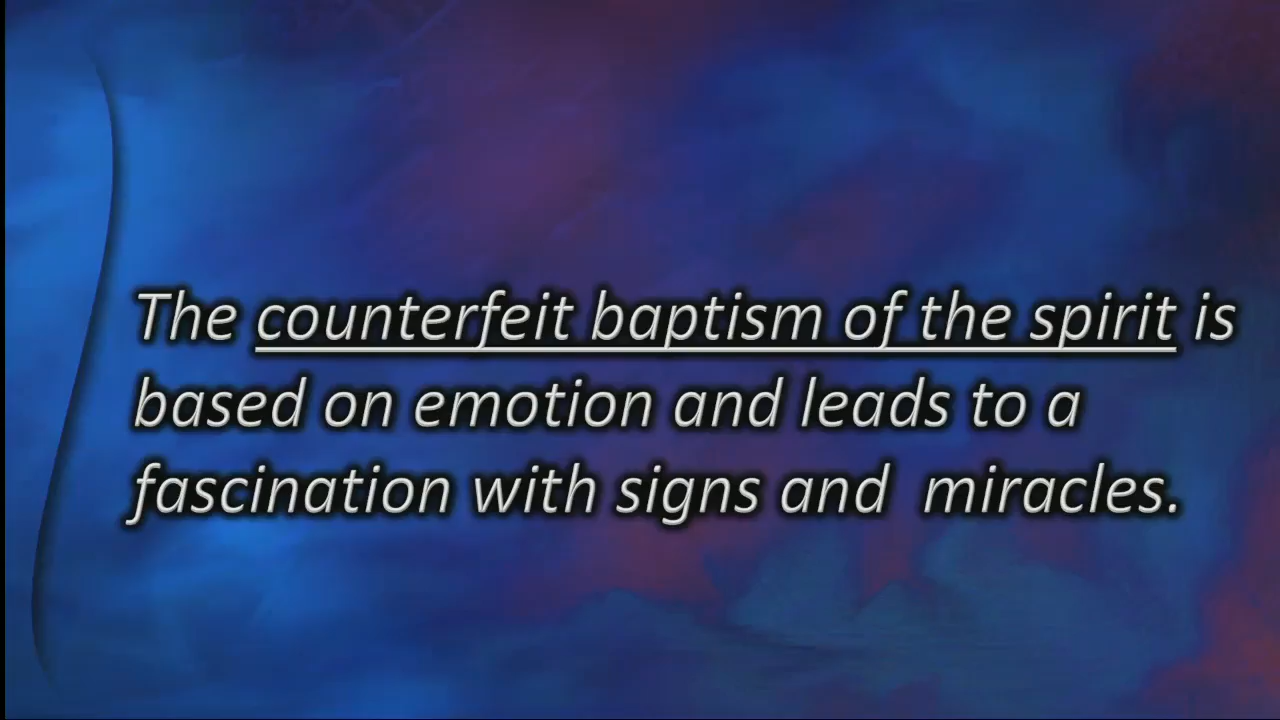 The counterfeit baptism of the spirit is
based on emotion and leads to a
fascination with signs and  miracles.